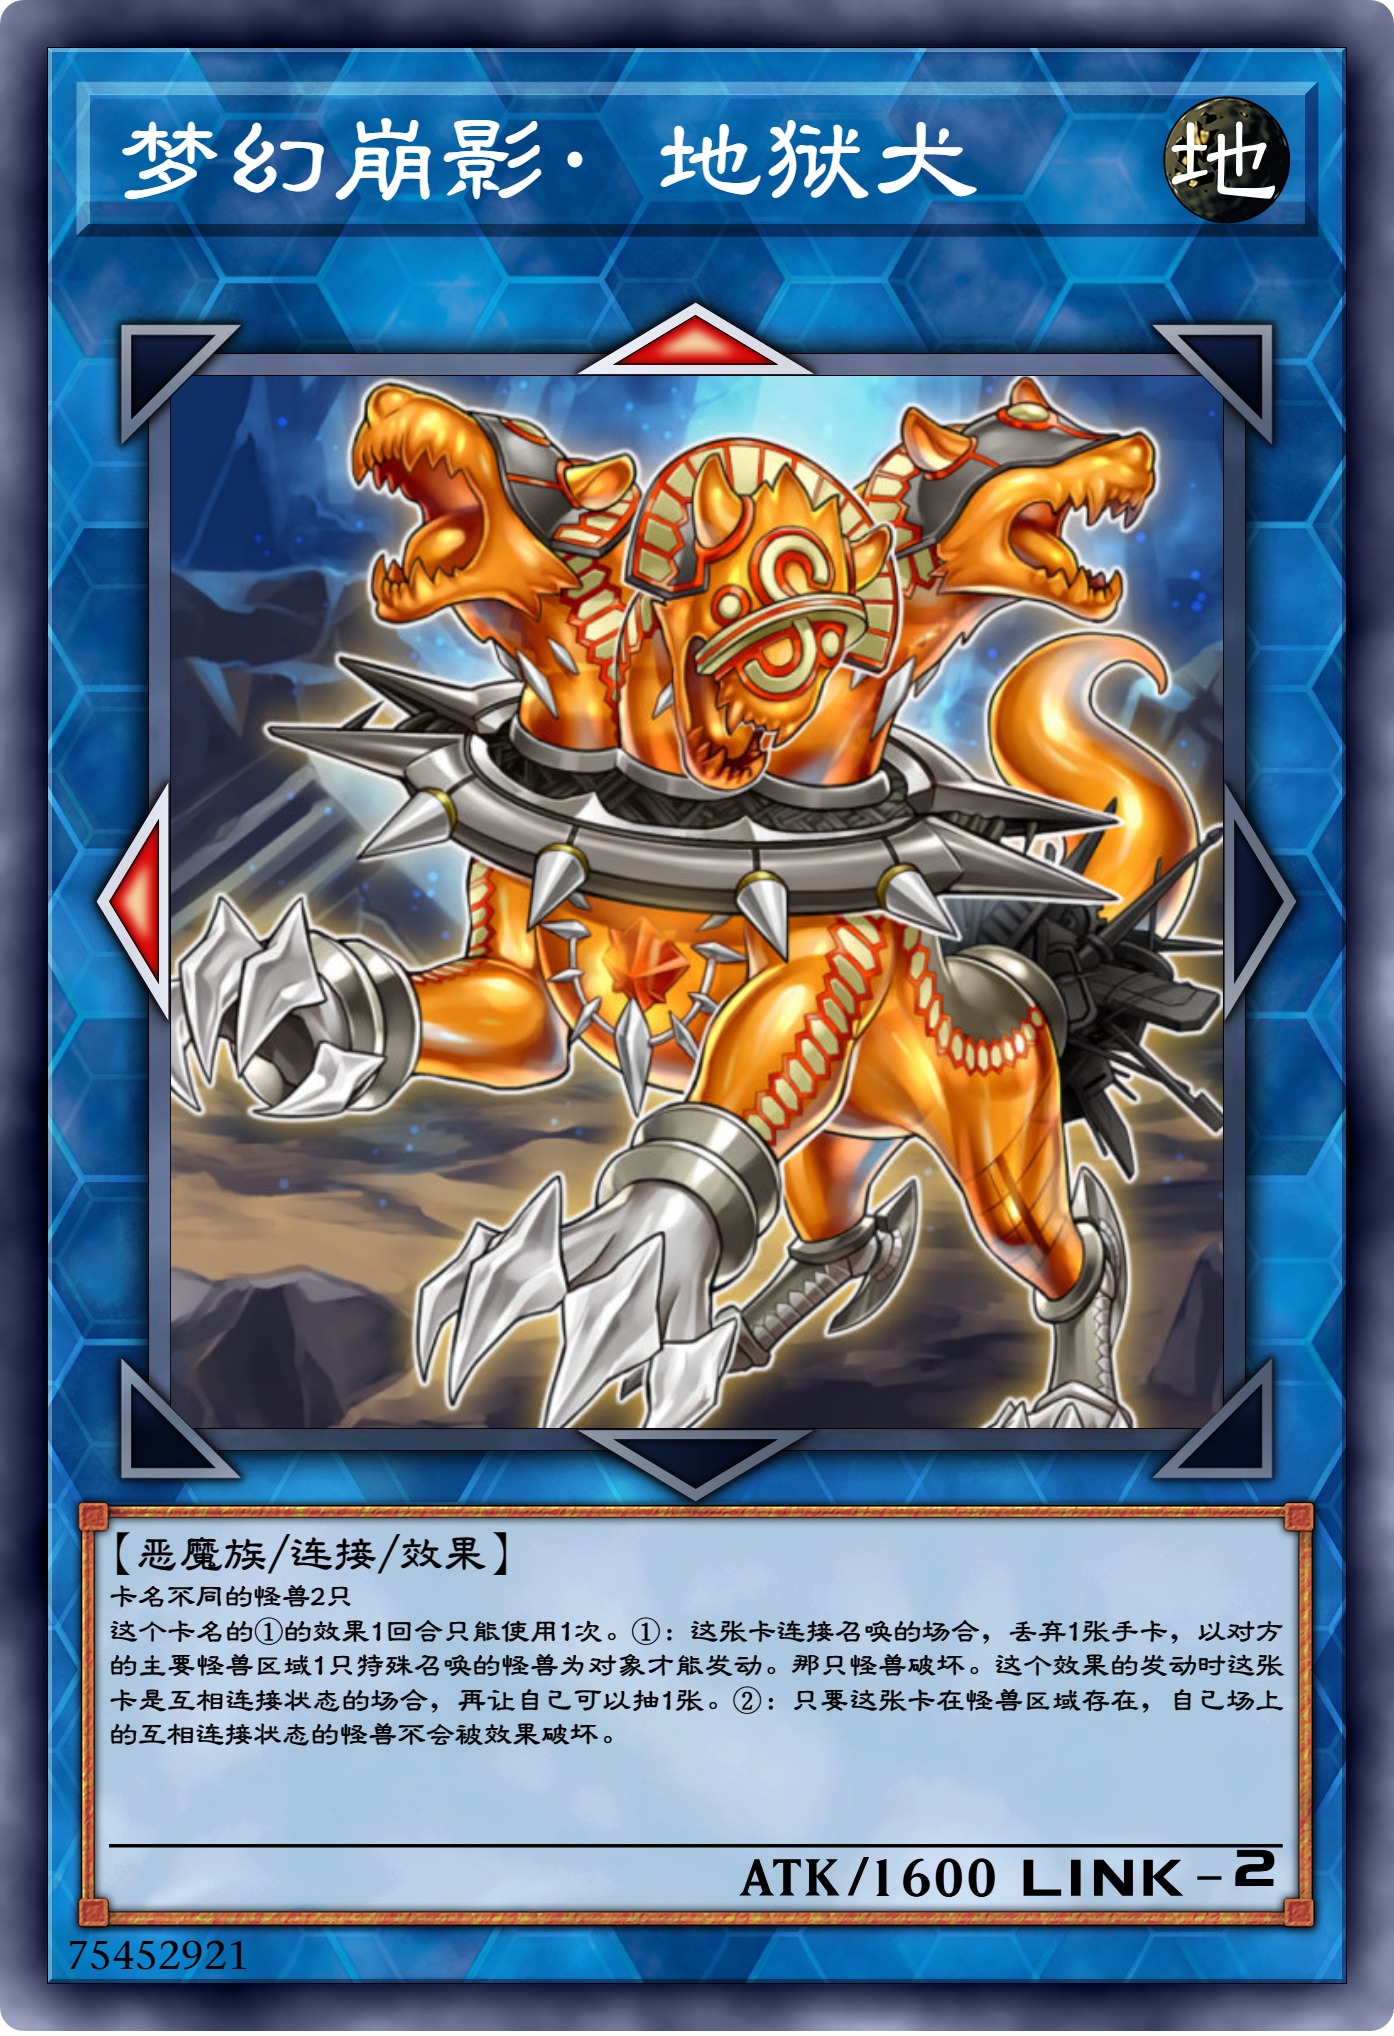 梦幻崩影·地狱犬
地
【恶魔族/连接/效果】
卡名不同的怪兽2只
这个卡名的①的效果1回合只能使用1次。①：这张卡连接召唤的场合，丢弃1张手卡，以对方
的主要怪兽区域1只特殊召唤的怪兽为对象才能发动。那只怪兽破坏。这个效果的发动时这张
卡是互相连接状态的场合，再让自己可以抽1张。②：只要这张卡在怪兽区域存在，自己场上
的互相连接状态的怪兽不会被效果破坏。
ATK/1600 LINK-2
75452921